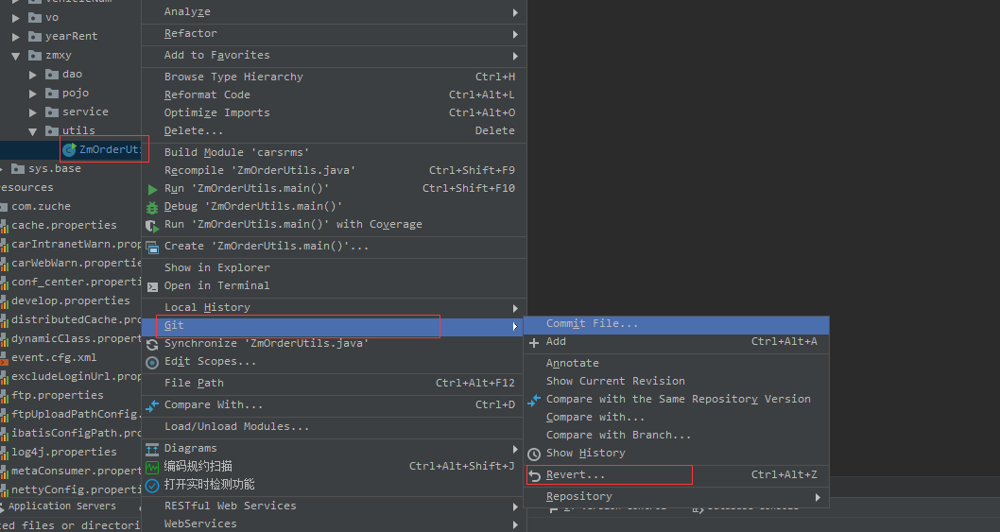 vo
yearRent
zmxy
dao
pojo
service
utils
ZmOrderUti
sys.base
esources
com.zuche
cache.properties
carIntranetWarn.prop
carWebWarn.propertie
conf_center.properti
develop.properties
distributedCache.pro
dynamicClass.propert
event.cfg.xml
excludeLoginUrl.prop
ftp.properties
ftpUploadPathConfig.
ibatisConfigPath.pro
log4j.properties
metaConsumer.propert
nettyConfig.properti
Application Servers
ted files or directori
Analyze
Refactor
Add to Favorites
Browse Type Hierarchy Ctrl+H
Reformat Code Ctrl+Alt+L
Optimize Imports Ctrl+Alt+O
Delete... Delete
Build Module 'carsrms'
Recompile 'ZmOrderUtils.java' Ctrl+Shift+F9
Run 'ZmOrderUtils.main()' Ctrl+Shift+F10
Debug 'ZmOrderUtils.main()'
Run 'ZmOrderUtils.main()' with Coverage
Create 'ZmOrderUtils.main()'...
Show in Explorer
Open in Terminal
Local History
Git
Synchronize 'ZmOrderUtils.java'
Edit Scopes...
File Path Ctrl+Alt+F12
Compare With... Ctrl+D
Load/Unload Modules...
Diagrams
编码规约扫描 Ctrl+Alt+Shift+J
打开实时检测功能
RESTful Web Services
WebServices
Commit File...
Add Ctrl+Alt+A
Annotate
Show Current Revision
Compare with the Same Repository Version
Compare with...
Compare with Branch...
Show History
Revert... Ctrl+Alt+Z
Repository